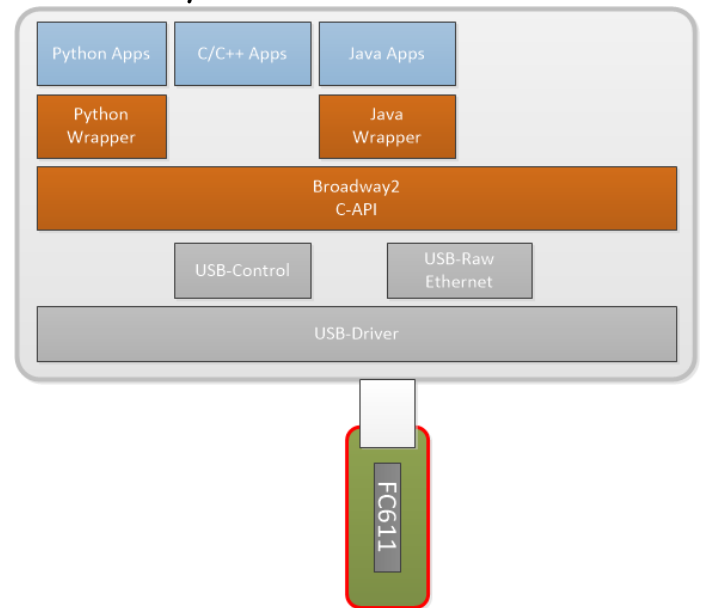 Python Apps
C/C++ Apps
Java Apps
Python
Wrapper
Java
Wrapper
Broadway2
C-API
USB-Control
USB-Raw
Ethernet
USB-Driver
FC611